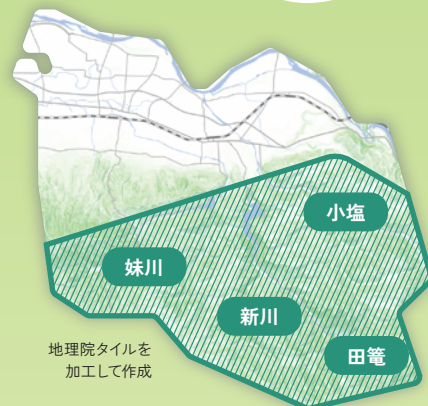 小塩
妹川
新川
田篭
地理院タイルを
加工して作成